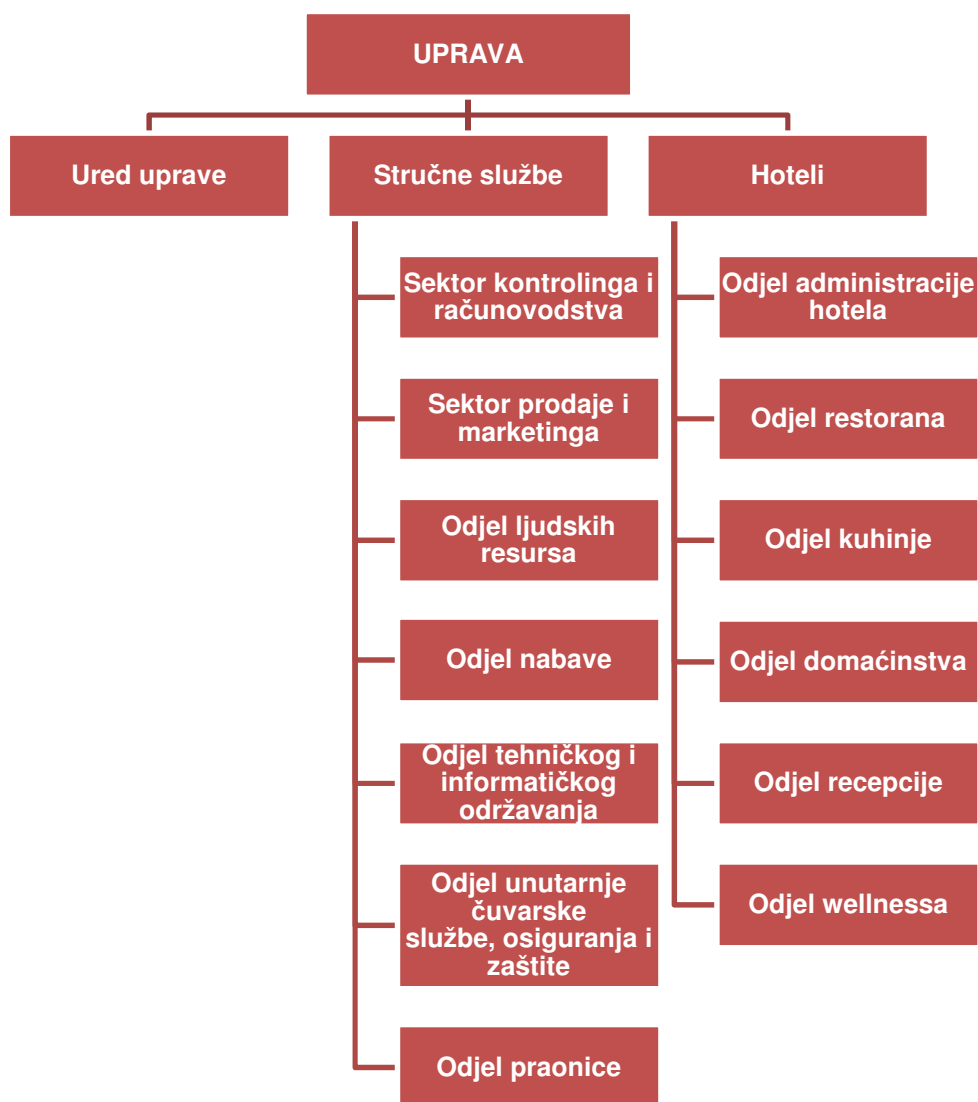 UPRAVA
Ured uprave
Stručne službe
Hoteli
Sektor kontrolinga i
računovodstva
Sektor prodaje i
marketinga
Odjel ljudskih
resursa
Odjel nabave
Odjel tehničkog i
informatičkog
održavanja
Odjel unutarnje
čuvarske
službe, osiguranja i
zaštite
Odjel praonice
Odjel administracije
hotela
Odjel restorana
Odjel kuhinje
Odjel domaćinstva
Odjel recepcije
Odjel wellnessa